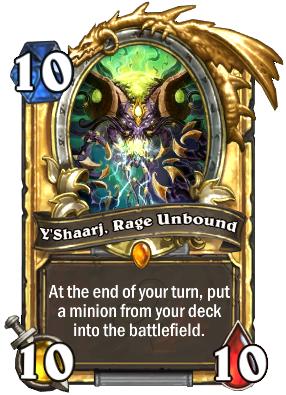 10
Y'Shaarj, Rage Unbound
At the end of your turn, put
a minion from your deck
into the battlefield.
10
10